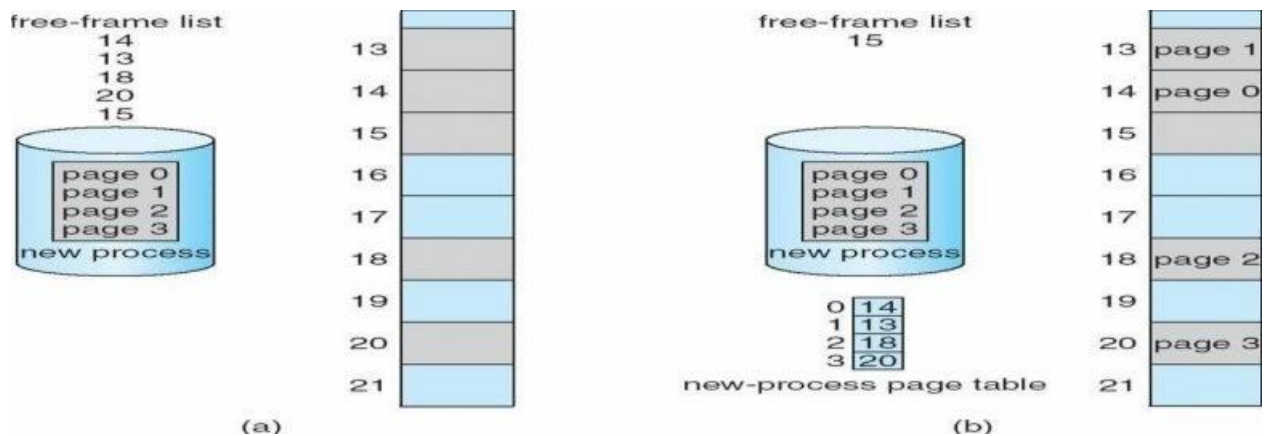 free-frame list
14
13
18
20
15
page 0
page 1
page 2
page 3
new process
13
14
15
16
17
18
19
20
21
(a)
free-frame list
15
page 0
page 1
page 2
page 3
new process
0 14
1 13
2 18
3 20
new-process page table
13 page 1
14 page 0
15
16
17
18 page 2
19
20 page 3
21
(b)